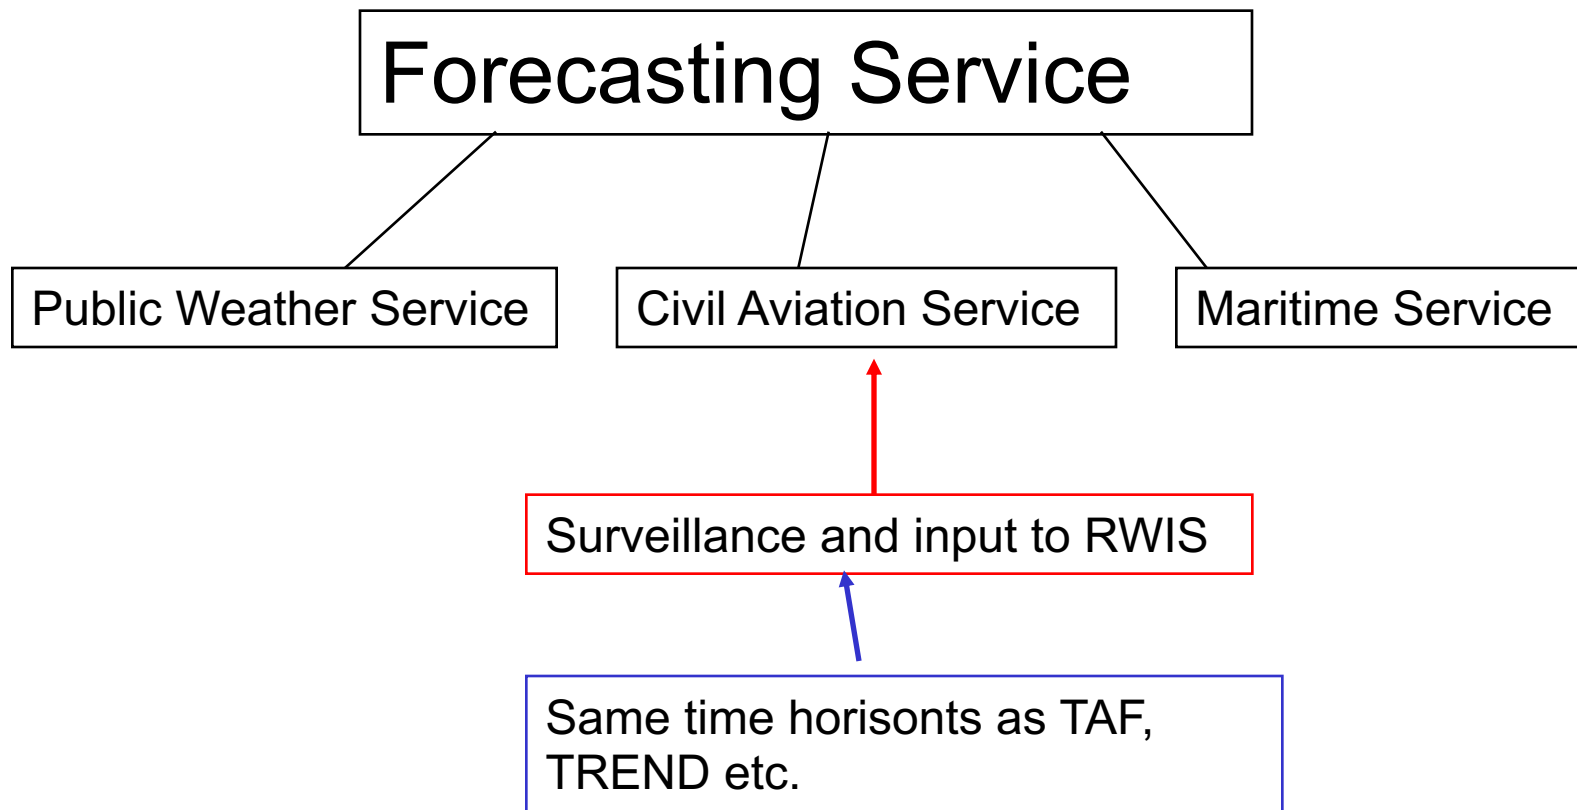 Forecasting Service
Public Weather Service
Civil Aviation Service
Maritime Service
Surveillance and input to RWIS
Same time horisonts as TAF,
TREND etc.